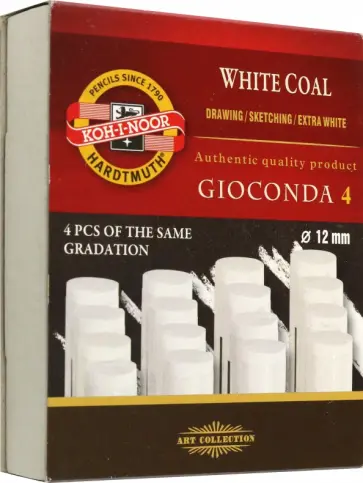 PENCILS SINCE 1790
KOH-I-NOOR
HARDTMUTH
WHITE COAL
DRAWING/SKETCHING/EXTRA WHITE
Authentic quality product
GIOCONDA 4
4 PCS OF THE SAME
GRADATION
ø 12 mm
ART COLLECTION